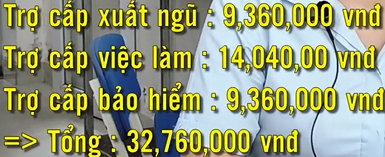 Trợ cấp xuất ngũ : 9,360,000 vnđ
Trợ cấp việc làm : 14,040,00 vnđ
Trợ cấp bảo hiểm : 9,360,000 vnđ
=> Tổng : 32,760,000 vnđ